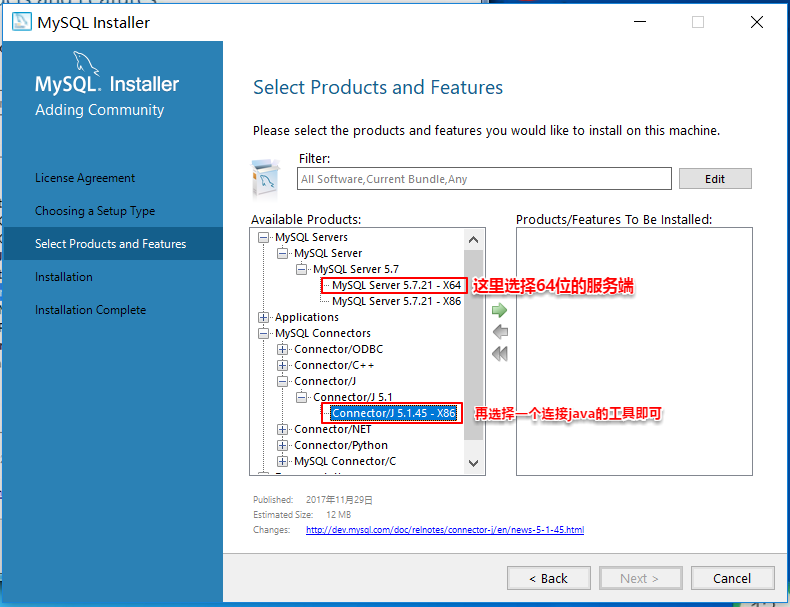 MySQL Installer
MySQL. Installer
Adding Community
License Agreement
Choosing a Setup Type
Select Products and Features
Installation
Installation Complete
Select Products and Features
Please select the products and features you would like to install on this machine.
Filter:
All Software,Current Bundle,Any
Edit
Available Products:
Products/Features To Be Installed:
MySQL Servers
MySQL Server
MySQL Server 5.7
MySQL Server 5.7.21 - X64
这里选择64位的服务端
MySQL Server 5.7.21 - X86
Applications
MySQL Connectors
Connector/ODBC
Connector/C++
Connector/J
Connector/J 5.1
Connector/J 5.1.45 - X86
再选择一个连接java的工具即可
Connector/NET
Connector/Python
MySQL Connector/C
Published: 2017年11月29日
Estimated Size: 12 MB
Changes: http://dev.mysql.com/doc/relnotes/connector-j/en/news-5-1-45.html
< Back
Next >
Cancel